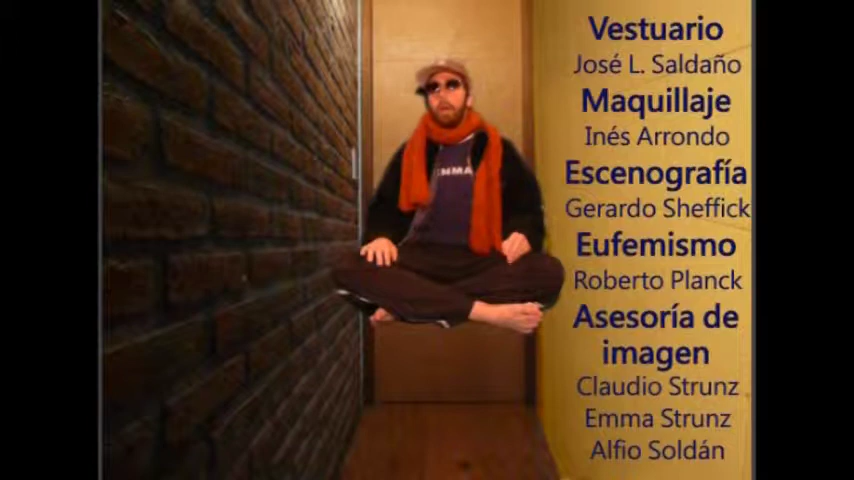 Vestuario
José L. Saldaño
Maquillaje
Inés Arrondo
Escenografía
Gerardo Sheffick
Eufemismo
Roberto Planck
Asesoría de
imagen
Claudio Strunz
Emma Strunz
Alfio Soldán